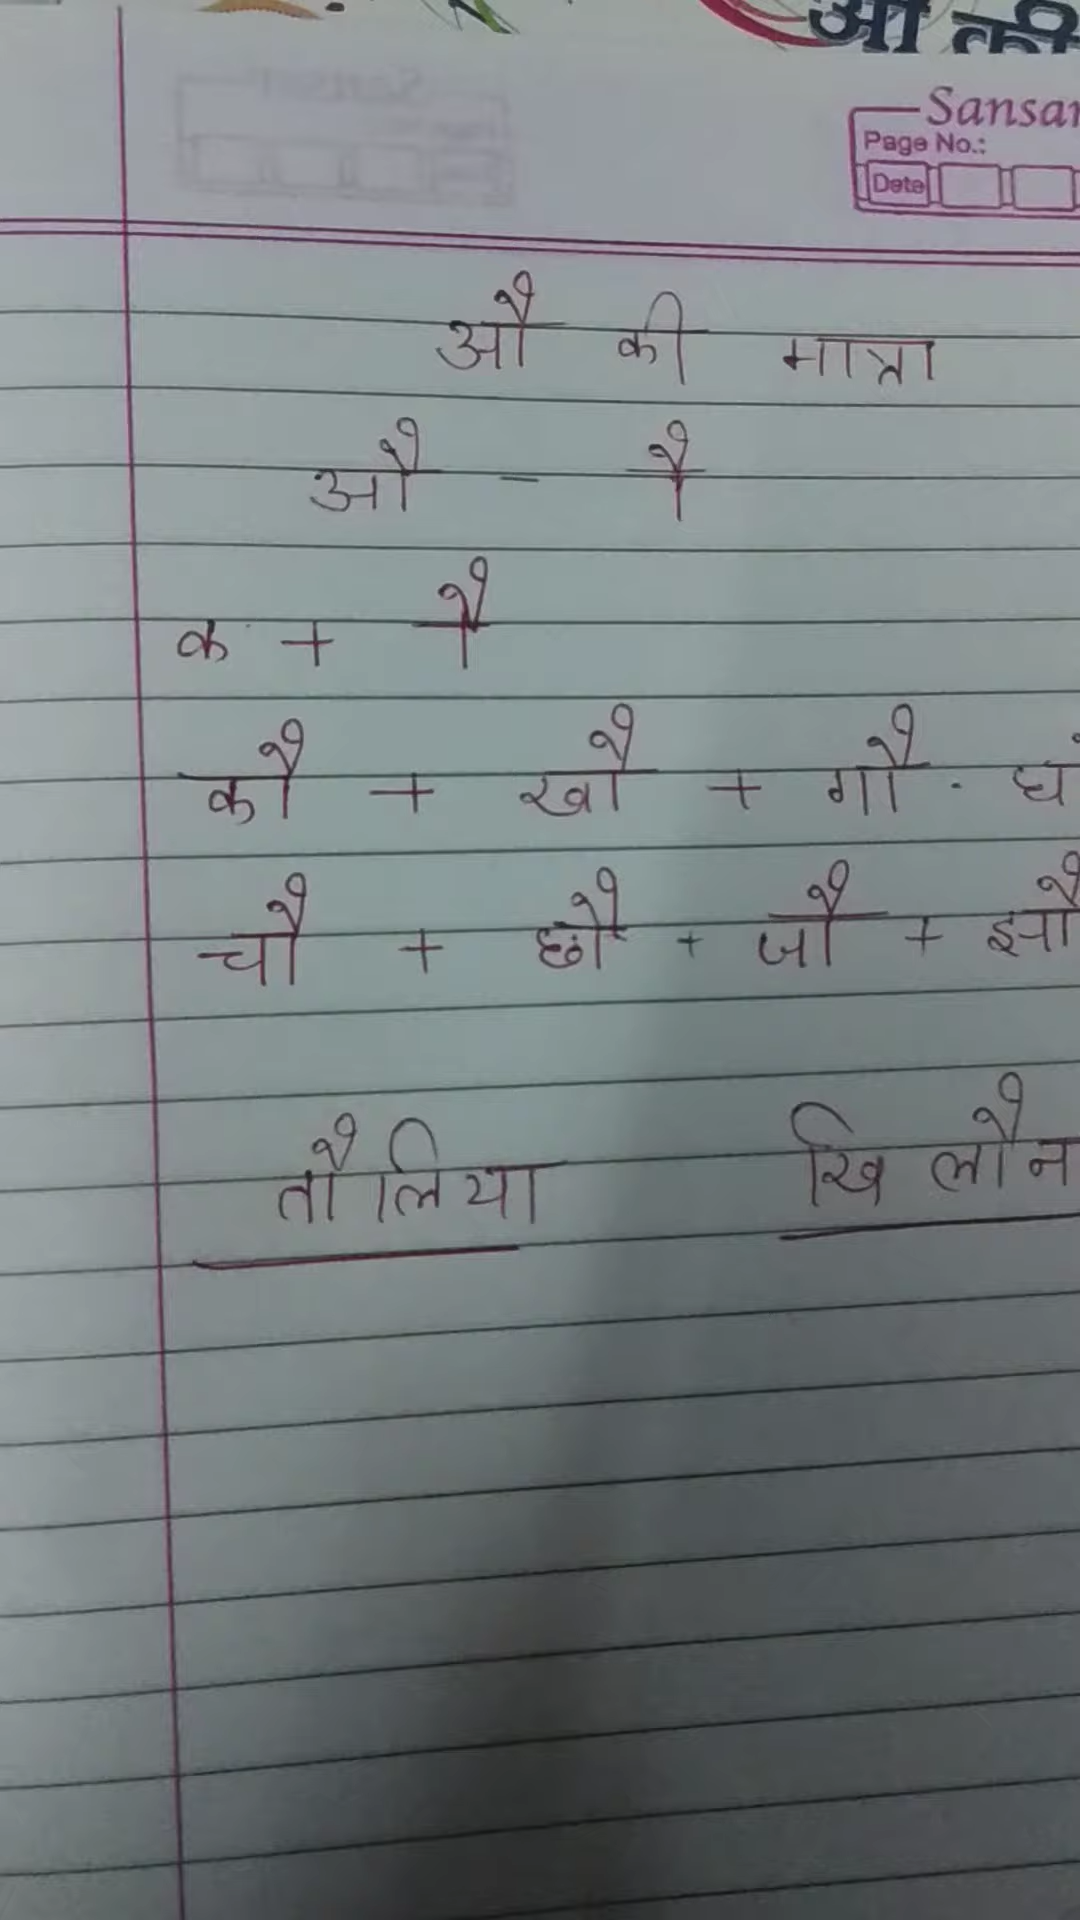 औ की
Sansar
Page No.:
Date
औ की मात्रा
औ - ौ
क + ौ
कौ + खौ + गौ · घ
चौ + छौ + जौ + झौ
तौलिया खिलौन